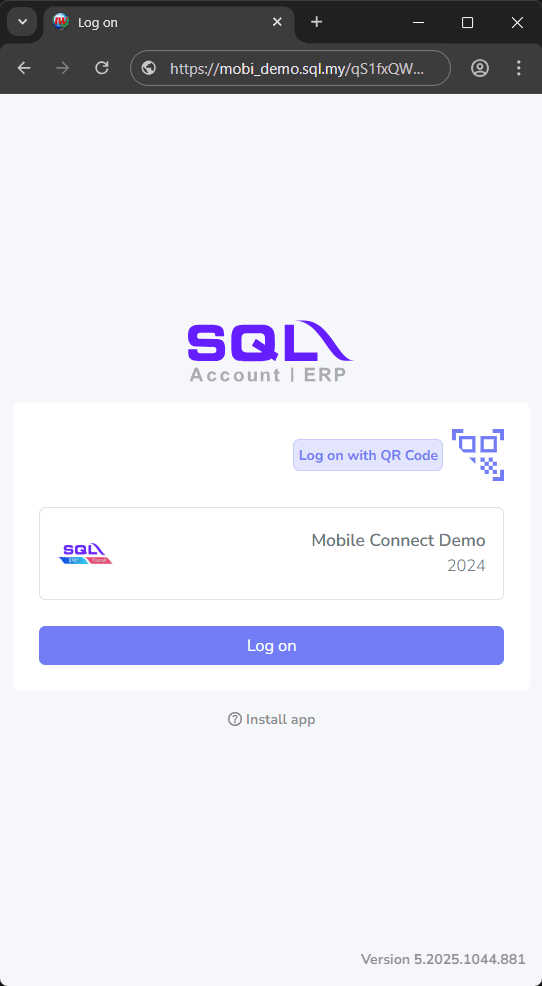 Log on
https://mobi_demo.sql.my/qS1fxQW...
SQL
Account | ERP
Log on with QR Code
SQL
Mobile Connect Demo
2024
Log on
Install app
Version 5.2025.1044.881